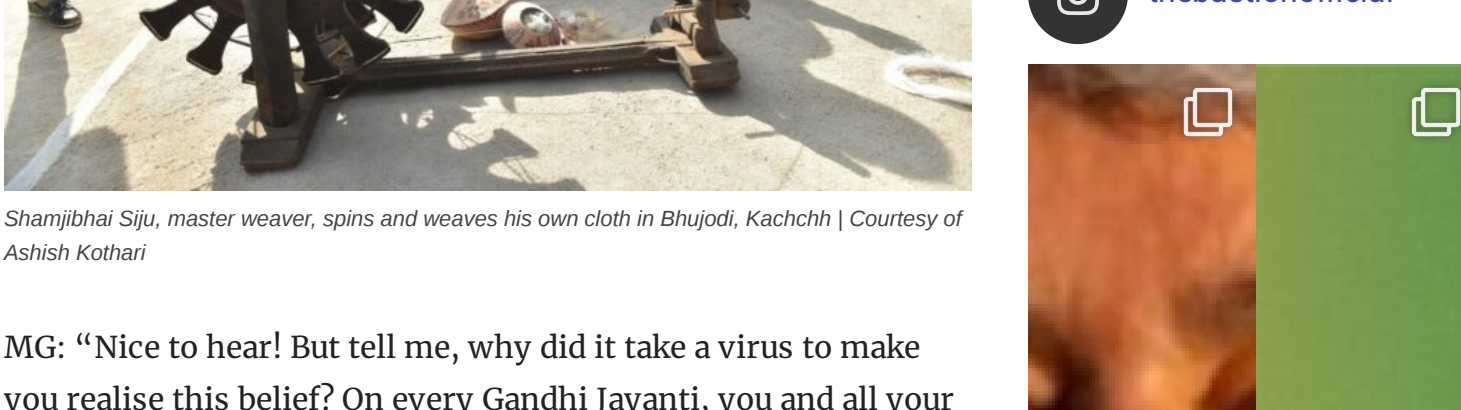 Shamjibhai Siju, master weaver, spins and weaves his own cloth in Bhujodi, Kachchh | Courtesy of
Ashish Kothari
MG: “Nice to hear! But tell me, why did it take a virus to make
you realise this belief? On every Gandhi Jayanti, you and all your